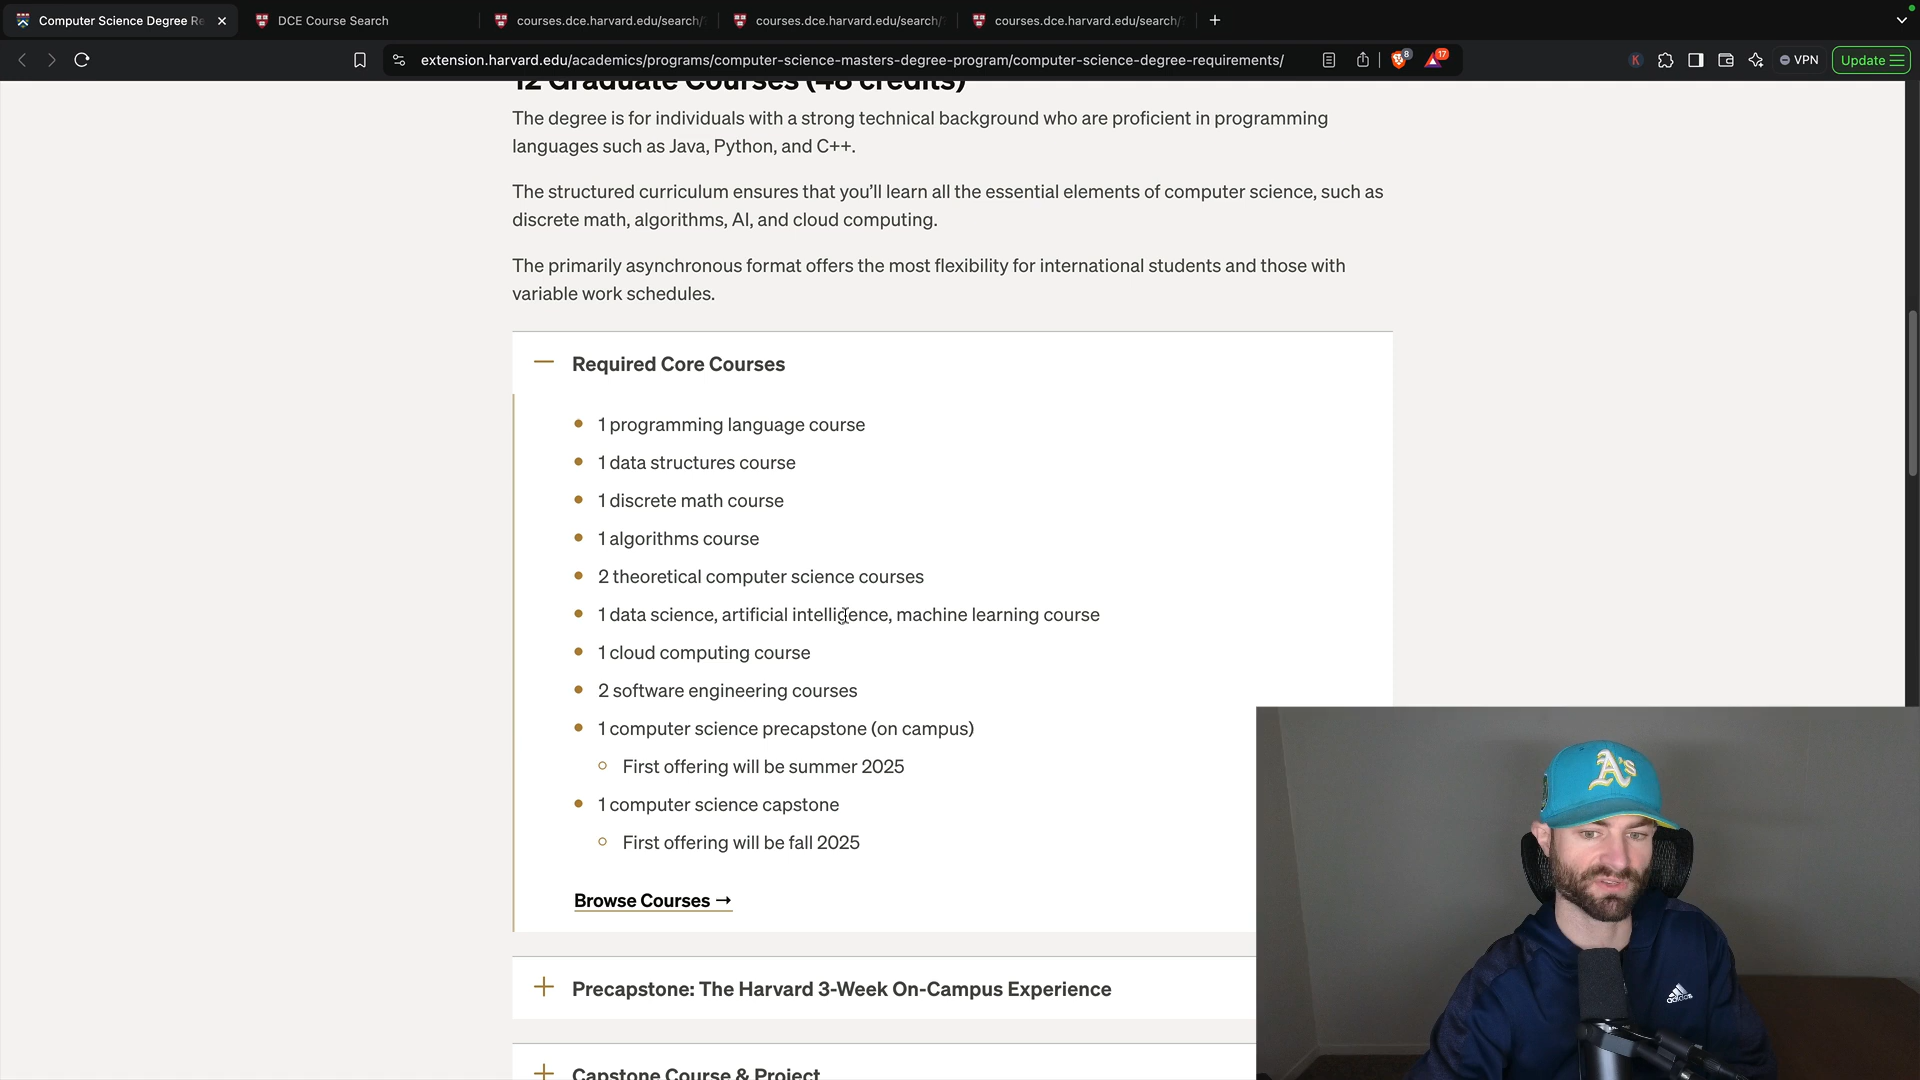 Computer Science Degree Re
DCE Course Search
courses.dce.harvard.edu/search/
courses.dce.harvard.edu/search/
courses.dce.harvard.edu/search/
extension.harvard.edu/academics/programs/computer-science-masters-degree-program/computer-science-degree-requirements/
8
17
K
VPN
Update
12 Graduate Courses (48 credits)
The degree is for individuals with a strong technical background who are proficient in programming
languages such as Java, Python, and C++.
The structured curriculum ensures that you’ll learn all the essential elements of computer science, such as
discrete math, algorithms, AI, and cloud computing.
The primarily asynchronous format offers the most flexibility for international students and those with
variable work schedules.
Required Core Courses
1 programming language course
1 data structures course
1 discrete math course
1 algorithms course
2 theoretical computer science courses
1 data science, artificial intelligence, machine learning course
1 cloud computing course
2 software engineering courses
1 computer science precapstone (on campus)
First offering will be summer 2025
1 computer science capstone
First offering will be fall 2025
Browse Courses →
Precapstone: The Harvard 3-Week On-Campus Experience
Capstone Course & Project
A's
adidas